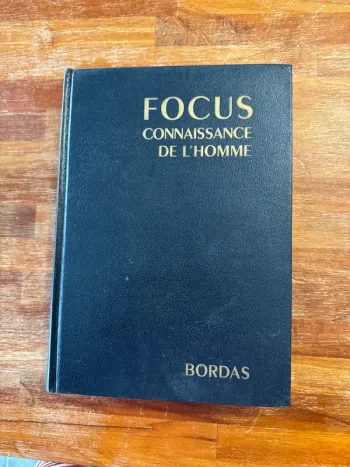 FOCUS
CONNAISSANCE
DE L'HOMME
BORDAS